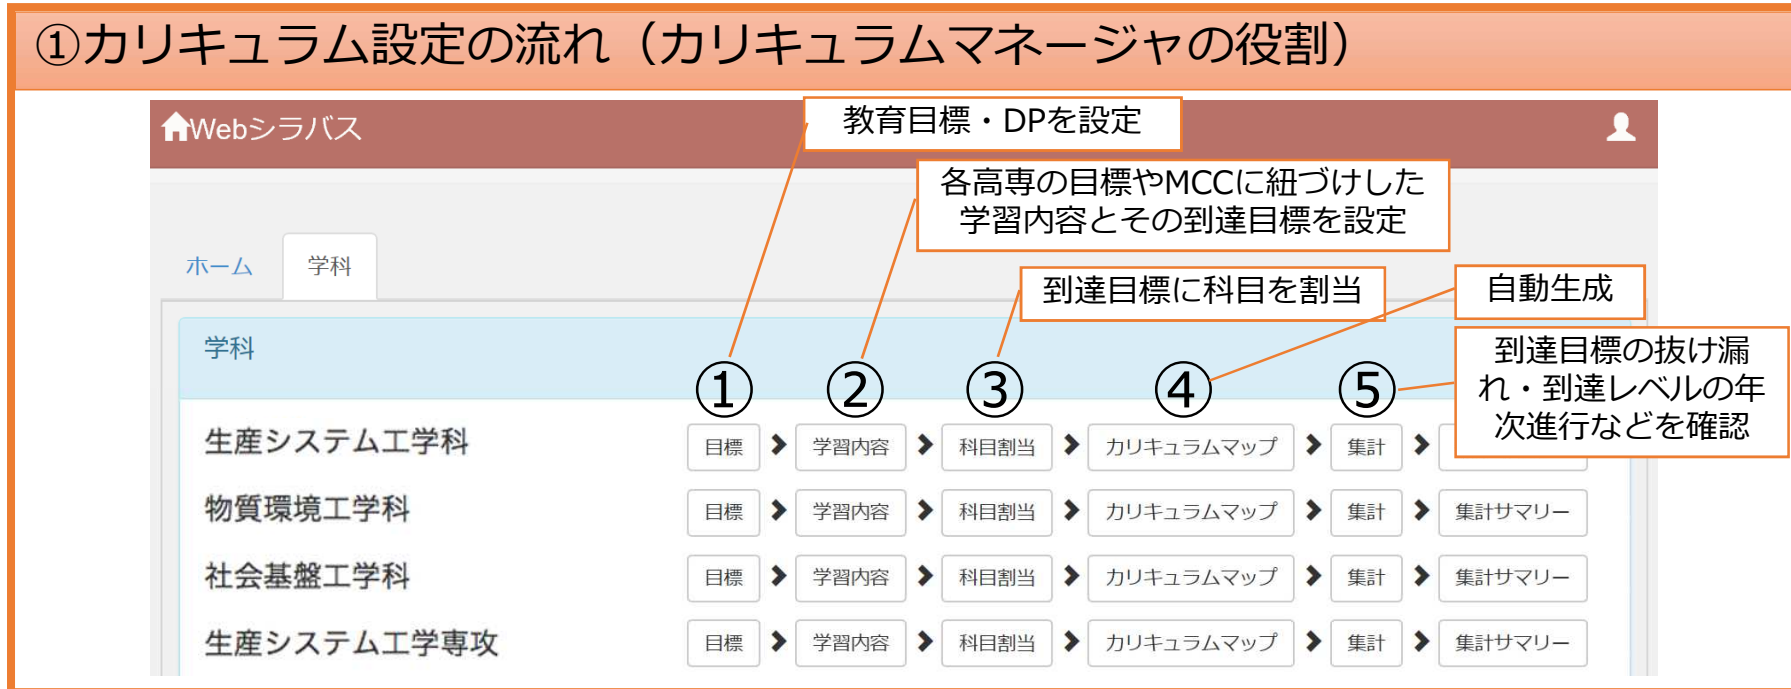 ①カリキュラム設定の流れ（カリキュラムマネージャの役割）
Webシラバス
教育目標・DPを設定
各高専の目標やMCCに紐づけした
学習内容とその到達目標を設定
ホーム 学科
到達目標に科目を割当
自動生成
学科
到達目標の抜け漏
れ・到達レベルの年
次進行などを確認
① ② ③ ④ ⑤
生産システム工学科 目標 学習内容 科目割当 カリキュラムマップ 集計
物質環境工学科 目標 学習内容 科目割当 カリキュラムマップ 集計 集計サマリー
社会基盤工学科 目標 学習内容 科目割当 カリキュラムマップ 集計 集計サマリー
生産システム工学専攻 目標 学習内容 科目割当 カリキュラムマップ 集計 集計サマリー